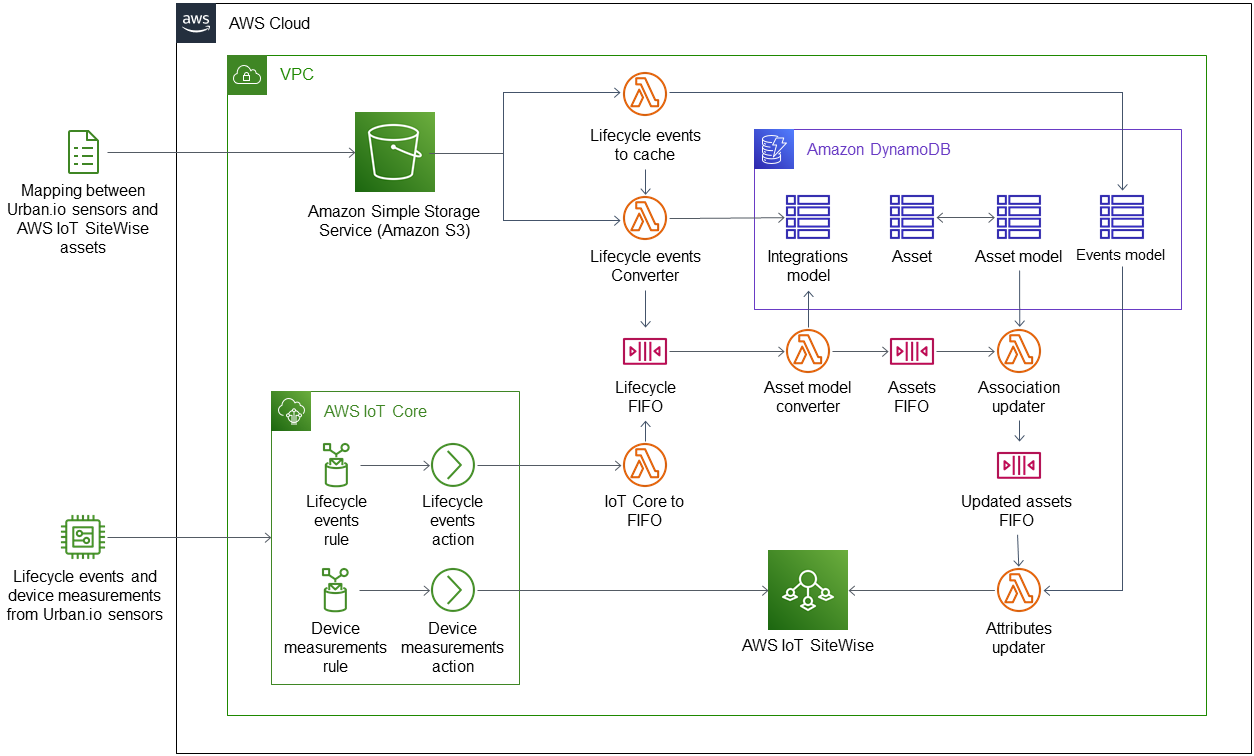 aws
AWS Cloud
VPC
Mapping between
Urban.io sensors and
AWS IoT SiteWise
assets
Amazon Simple Storage
Service (Amazon S3)
Lifecycle events
to cache
Lifecycle events
Converter
Amazon DynamoDB
Integrations
model
Asset
Asset model
Events model
Lifecycle
FIFO
Asset model
converter
Assets
FIFO
Association
updater
AWS IoT Core
Lifecycle
events
rule
Lifecycle
events
action
IoT Core to
FIFO
Updated assets
FIFO
Lifecycle events and
device measurements
from Urban.io sensors
Device
measurements
rule
Device
measurements
action
AWS IoT SiteWise
Attributes
updater